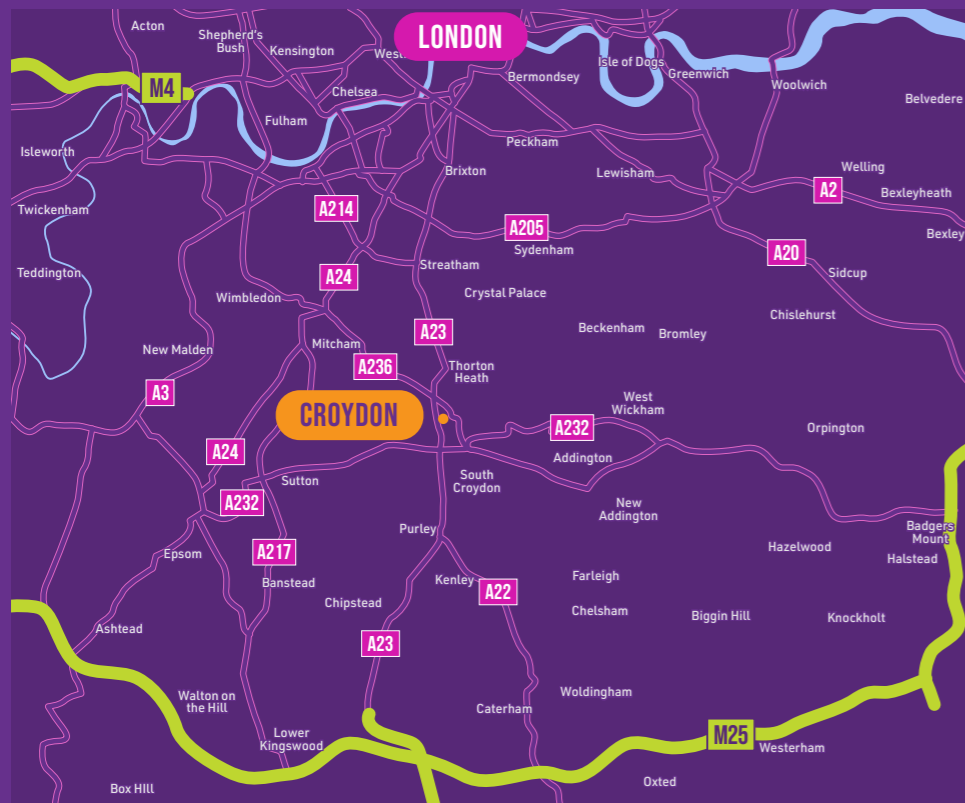 Acton
Shepherd's
Bush
Kensington
LONDON
Isle of Dogs
Bermondsey
Greenwich
Woolwich
M4
Chelsea
Belvedere
Fulham
Peckham
Isleworth
Brixton
Lewisham
Welling
A2
Bexleyheath
Twickenham
A214
A205
Bexley
Sydenham
A20
Teddington
A24
Streatham
Sidcup
Wimbledon
Crystal Palace
Chislehurst
A23
Beckenham
Bromley
New Malden
Mitcham
A236
Thorton
Heath
A3
West
Wickham
CROYDON
A232
Orpington
A24
Addington
Sutton
South
Croydon
A232
New
Addington
Purley
Badgers
Mount
Epsom
A217
Hazelwood
Halstead
Banstead
Kenley
A22
Farleigh
Chipstead
Chelsham
Biggin Hill
Knockholt
Ashtead
A23
Walton on
the Hill
Woldingham
Caterham
Lower
Kingswood
M25
Westerham
Box HIll
Oxted